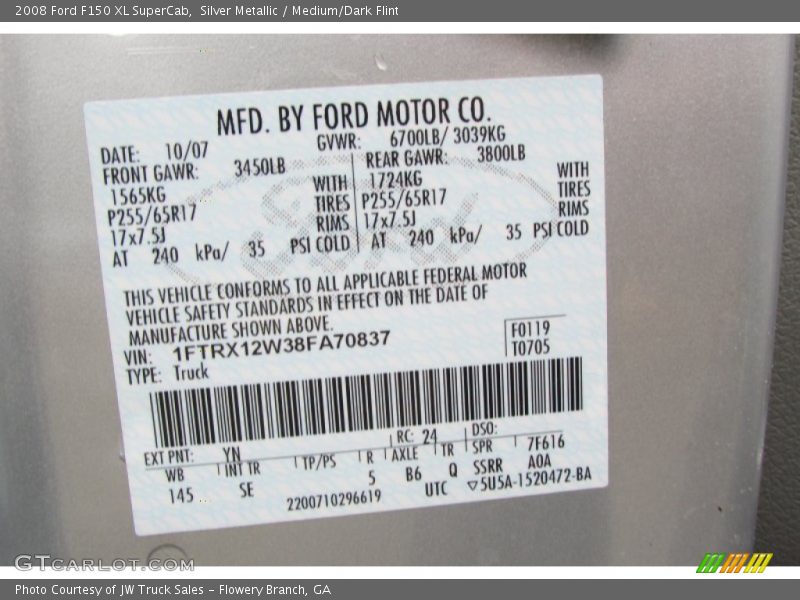 2008 Ford F150 XL SuperCab, Silver Metallic / Medium/Dark Flint
MFD. BY FORD MOTOR CO.
DATE: 10/07 GVWR: 6700LB/ 3039KG
FRONT GAWR: 3450LB REAR GAWR: 3800LB
1565KG WITH 1724KG WITH
P255/65R17 TIRES P255/65R17 TIRES
17x7.5J RIMS 17x7.5J RIMS
AT 240 kPa/ 35 PSI COLD AT 240 kPa/ 35 PSI COLD
THIS VEHICLE CONFORMS TO ALL APPLICABLE FEDERAL MOTOR
VEHICLE SAFETY STANDARDS IN EFFECT ON THE DATE OF
MANUFACTURE SHOWN ABOVE.
VIN: 1FTRX12W38FA70837 F0119
TYPE: Truck T0705
EXT PNT: YN RC: 24 DSO:
WB INT TR TP/PS R AXLE TR SPR 7F616
145 SE 5 B6 Q SSRR A0A
2200710296619 UTC ▽5U5A-1520472-BA
Ford
GTCarLot.com
Photo Courtesy of JW Truck Sales - Flowery Branch, GA